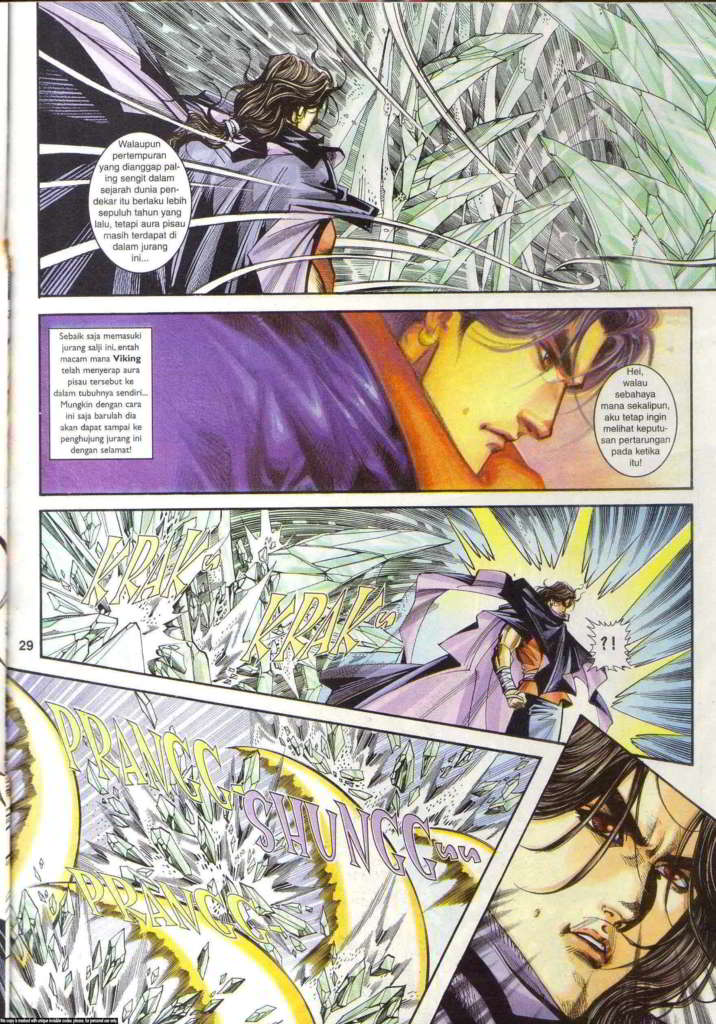 Walaupun
pertempuran
yang dianggap pal-
ing sengit dalam
sejarah dunia pen-
dekar itu berlaku lebih
sepuluh tahun yang
lalu, tetapi aura pisau
masih terdapat di
dalam jurang
ini...
Sebaik saja memasuki
jurang salji ini, entah
macam mana Viking
telah menyerap aura
pisau tersebut ke
dalam tubuhnya sendiri...
Mungkin dengan cara
ini saja barulah dia
akan dapat sampai ke
penghujung jurang ini
dengan selamat!
Hei,
walau
sebahaya
mana sekalipun,
aku tetap ingin
melihat keputu-
san pertarungan
pada ketika
itu!
KRAK
KRAK
?!
29
PRANGG
SHUNGG
PRANGG